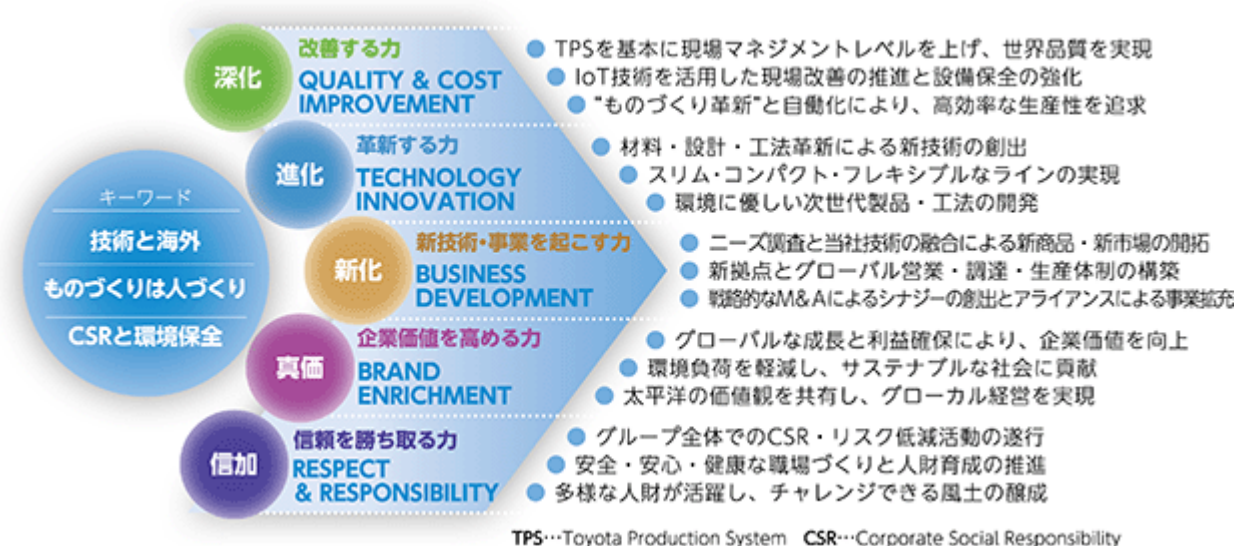 キーワード
技術と海外
ものづくりは人づくり
CSRと環境保全
深化
改善する力
QUALITY & COST
IMPROVEMENT
TPSを基本に現場マネジメントレベルを上げ、世界品質を実現
IoT技術を活用した現場改善の推進と設備保全の強化
“ものづくり革新”と自働化により、高効率な生産性を追求
進化
革新する力
TECHNOLOGY
INNOVATION
材料・設計・工法革新による新技術の創出
スリム・コンパクト・フレキシブルなラインの実現
環境に優しい次世代製品・工法の開発
新化
新技術・事業を起こす力
BUSINESS
DEVELOPMENT
ニーズ調査と当社技術の融合による新商品・新市場の開拓
新拠点とグローバル営業・調達・生産体制の構築
戦略的なM&Aによるシナジーの創出とアライアンスによる事業拡充
真価
企業価値を高める力
BRAND
ENRICHMENT
グローバルな成長と利益確保により、企業価値を向上
環境負荷を軽減し、サステナブルな社会に貢献
太平洋の価値観を共有し、グローカル経営を実現
信加
信頼を勝ち取る力
RESPECT
& RESPONSIBILITY
グループ全体でのCSR・リスク低減活動の遂行
安全・安心・健康な職場づくりと人財育成の推進
多様な人財が活躍し、チャレンジできる風土の醸成
TPS…Toyota Production System CSR…Corporate Social Responsibility